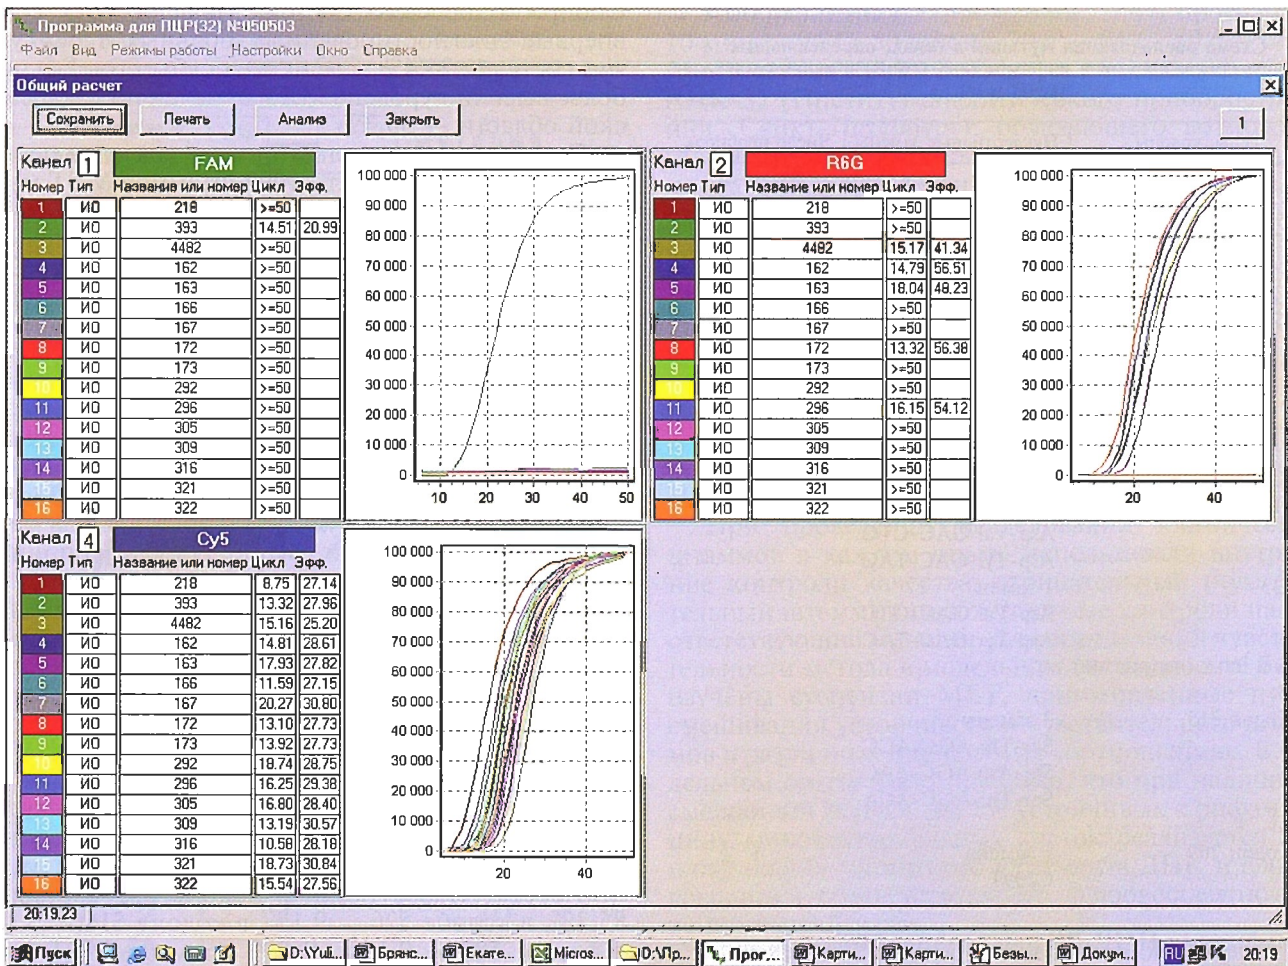 Программа для ПЦР(32) №050503
Файл Вид Режимы работы Настройки Окно Справка
Общий расчет
Сохранить Печать Анализ Закрыть 1
Канал 1 FAM
Номер Тип Название или номер Цикл Эфф.
1 ИО 218 >=50
2 ИО 393 14.51 20.99
3 ИО 4482 >=50
4 ИО 162 >=50
5 ИО 163 >=50
6 ИО 166 >=50
7 ИО 167 >=50
8 ИО 172 >=50
9 ИО 173 >=50
10 ИО 292 >=50
11 ИО 296 >=50
12 ИО 305 >=50
13 ИО 309 >=50
14 ИО 316 >=50
15 ИО 321 >=50
16 ИО 322 >=50
100 000
90 000
80 000
70 000
60 000
50 000
40 000
30 000
20 000
10 000
0
10 20 30 40 50
Канал 2 R6G
Номер Тип Название или номер Цикл Эфф.
1 ИО 218 >=50
2 ИО 393 >=50
3 ИО 4482 15.17 41.34
4 ИО 162 14.79 56.51
5 ИО 163 18.04 48.23
6 ИО 166 >=50
7 ИО 167 >=50
8 ИО 172 13.32 56.38
9 ИО 173 >=50
10 ИО 292 >=50
11 ИО 296 16.15 54.12
12 ИО 305 >=50
13 ИО 309 >=50
14 ИО 316 >=50
15 ИО 321 >=50
16 ИО 322 >=50
100 000
90 000
80 000
70 000
60 000
50 000
40 000
30 000
20 000
10 000
0
20 40
Канал 4 Cy5
Номер Тип Название или номер Цикл Эфф.
1 ИО 218 8.75 27.14
2 ИО 393 13.32 27.96
3 ИО 4482 15.16 25.20
4 ИО 162 14.81 28.61
5 ИО 163 17.93 27.82
6 ИО 166 11.59 27.15
7 ИО 167 20.27 30.80
8 ИО 172 13.10 27.73
9 ИО 173 13.92 27.73
10 ИО 292 18.74 28.75
11 ИО 296 16.25 29.38
12 ИО 305 16.80 28.40
13 ИО 309 13.19 30.57
14 ИО 316 10.58 28.18
15 ИО 321 18.73 30.84
16 ИО 322 15.54 27.56
100 000
90 000
80 000
70 000
60 000
50 000
40 000
30 000
20 000
10 000
0
20 40
20:19.23
Пуск D:\Yuli... Брянс... Екате... Micros... D:\Пр... Прог... Карти... Карти... Безы... Докум... RU 20:19